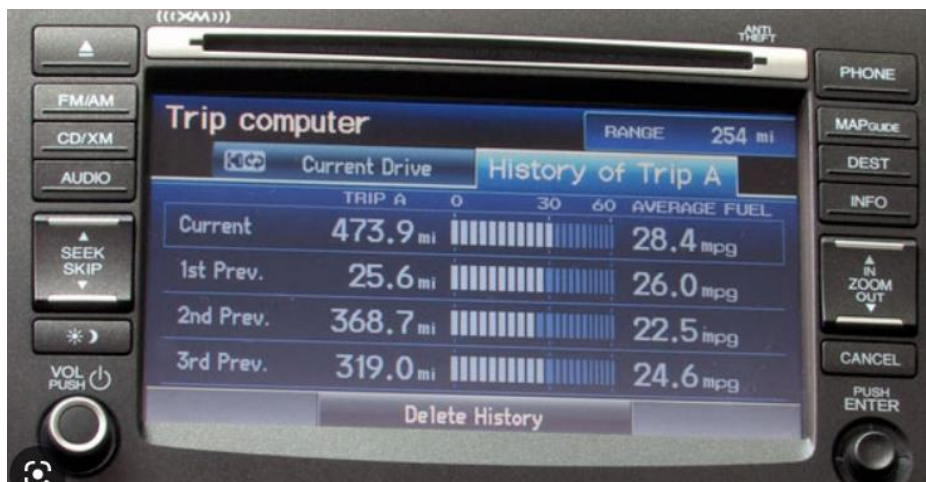 (((XM)))
ANTI
THEFT
FM/AM
CD/XM
AUDIO
SEEK
SKIP
VOL
PUSH
PHONE
MAPGUIDE
DEST
INFO
IN
ZOOM
OUT
CANCEL
PUSH
ENTER
Trip computer
RANGE 254 mi
Current Drive
History of Trip A
TRIP A 0 30 60 AVERAGE FUEL
Current 473.9 mi 28.4 mpg
1st Prev. 25.6 mi 26.0 mpg
2nd Prev. 368.7 mi 22.5 mpg
3rd Prev. 319.0 mi 24.6 mpg
Delete History